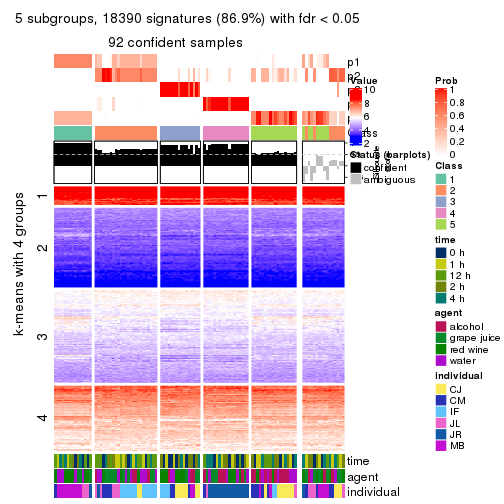 5 subgroups, 18390 signatures (86.9%) with fdr < 0.05
92 confident samples
p1
p2
Value
10
8
6
4
2
Status (barplots)
confident
ambiguous
Prob
1
0.8
0.6
0.4
0.2
0
Class
1
2
3
4
5
time
0 h
1 h
12 h
2 h
4 h
agent
alcohol
grape juice
red wine
water
individual
CJ
CM
IF
JL
JR
MB
k-means with 4 groups
1
2
3
4
time
agent
individual